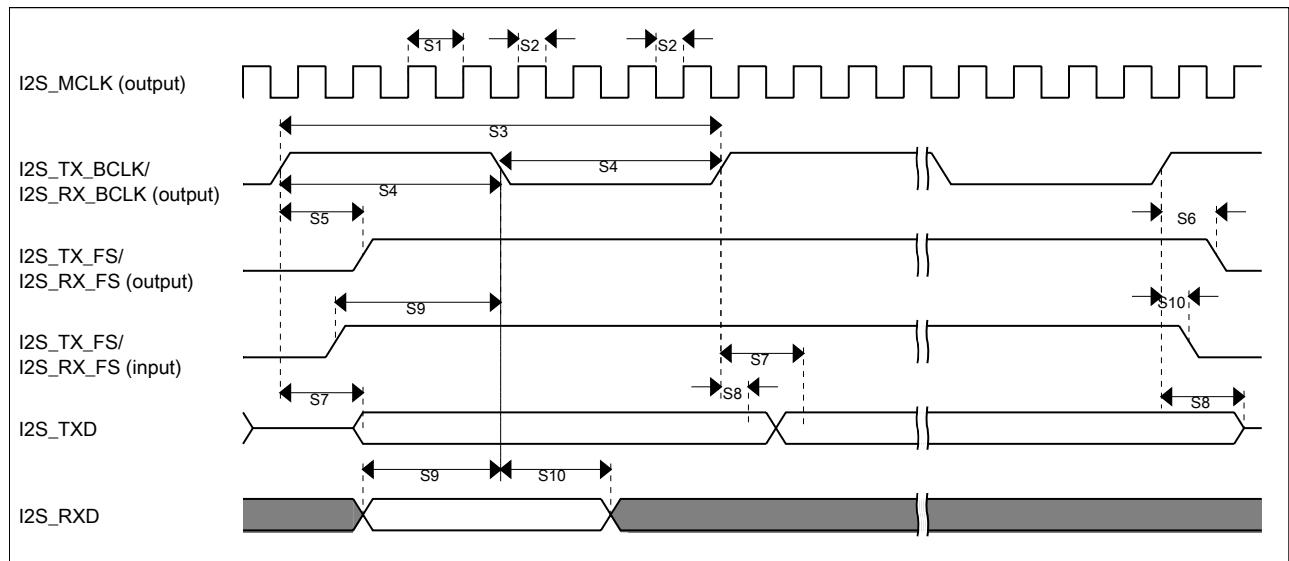 S1
S2
S2
I2S_MCLK (output)
S3
I2S_TX_BCLK/
I2S_RX_BCLK (output)
S4
S4
S5
S6
I2S_TX_FS/
I2S_RX_FS (output)
S9
S10
I2S_TX_FS/
I2S_RX_FS (input)
S7
S8
S7
S8
I2S_TXD
S9
S10
I2S_RXD